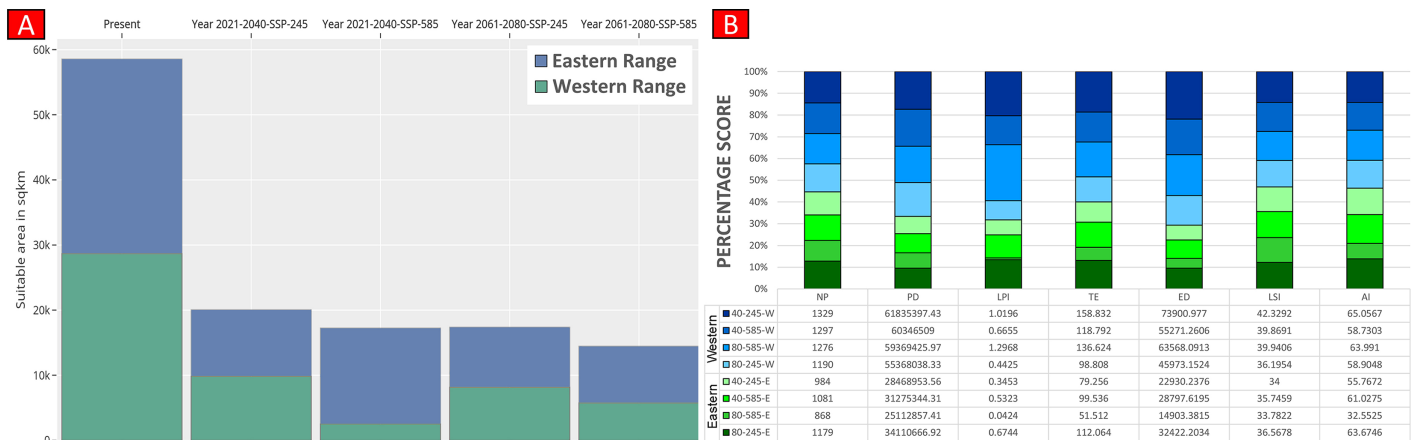 A
Present Year 2021-2040-SSP-245 Year 2021-2040-SSP-585 Year 2061-2080-SSP-245 Year 2061-2080-SSP-585
60k
50k
40k
30k
20k
10k
0
Suitable area in sqkm
Eastern Range
Western Range
B
PERCENTAGE SCORE
100%
90%
80%
70%
60%
50%
40%
30%
20%
10%
0%
NP PD LPI TE ED LSI AI
Western
40-245-W 1329 61835397.43 1.0196 158.832 73900.977 42.3292 65.0567
40-585-W 1297 60346509 0.6655 118.792 55271.2606 39.8691 58.7303
80-585-W 1276 59369425.97 1.2968 136.624 63568.0913 39.9406 63.991
80-245-W 1190 55368038.33 0.4425 98.808 45973.1524 36.1954 58.9048
Eastern
40-245-E 984 28468953.56 0.3453 79.256 22930.2376 34 55.7672
40-585-E 1081 31275344.31 0.5323 99.536 28797.6195 35.7459 61.0275
80-585-E 868 25112857.41 0.0424 51.512 14903.3815 33.7822 32.5525
80-245-E 1179 34110666.92 0.6744 112.064 32422.2034 36.5678 63.6746